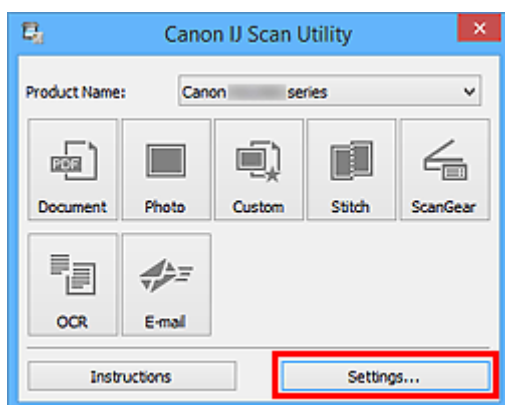 Canon IJ Scan Utility
Product Name: Canon series
PDF
Document Photo Custom Stitch ScanGear
OCR E-mail
Instructions Settings...